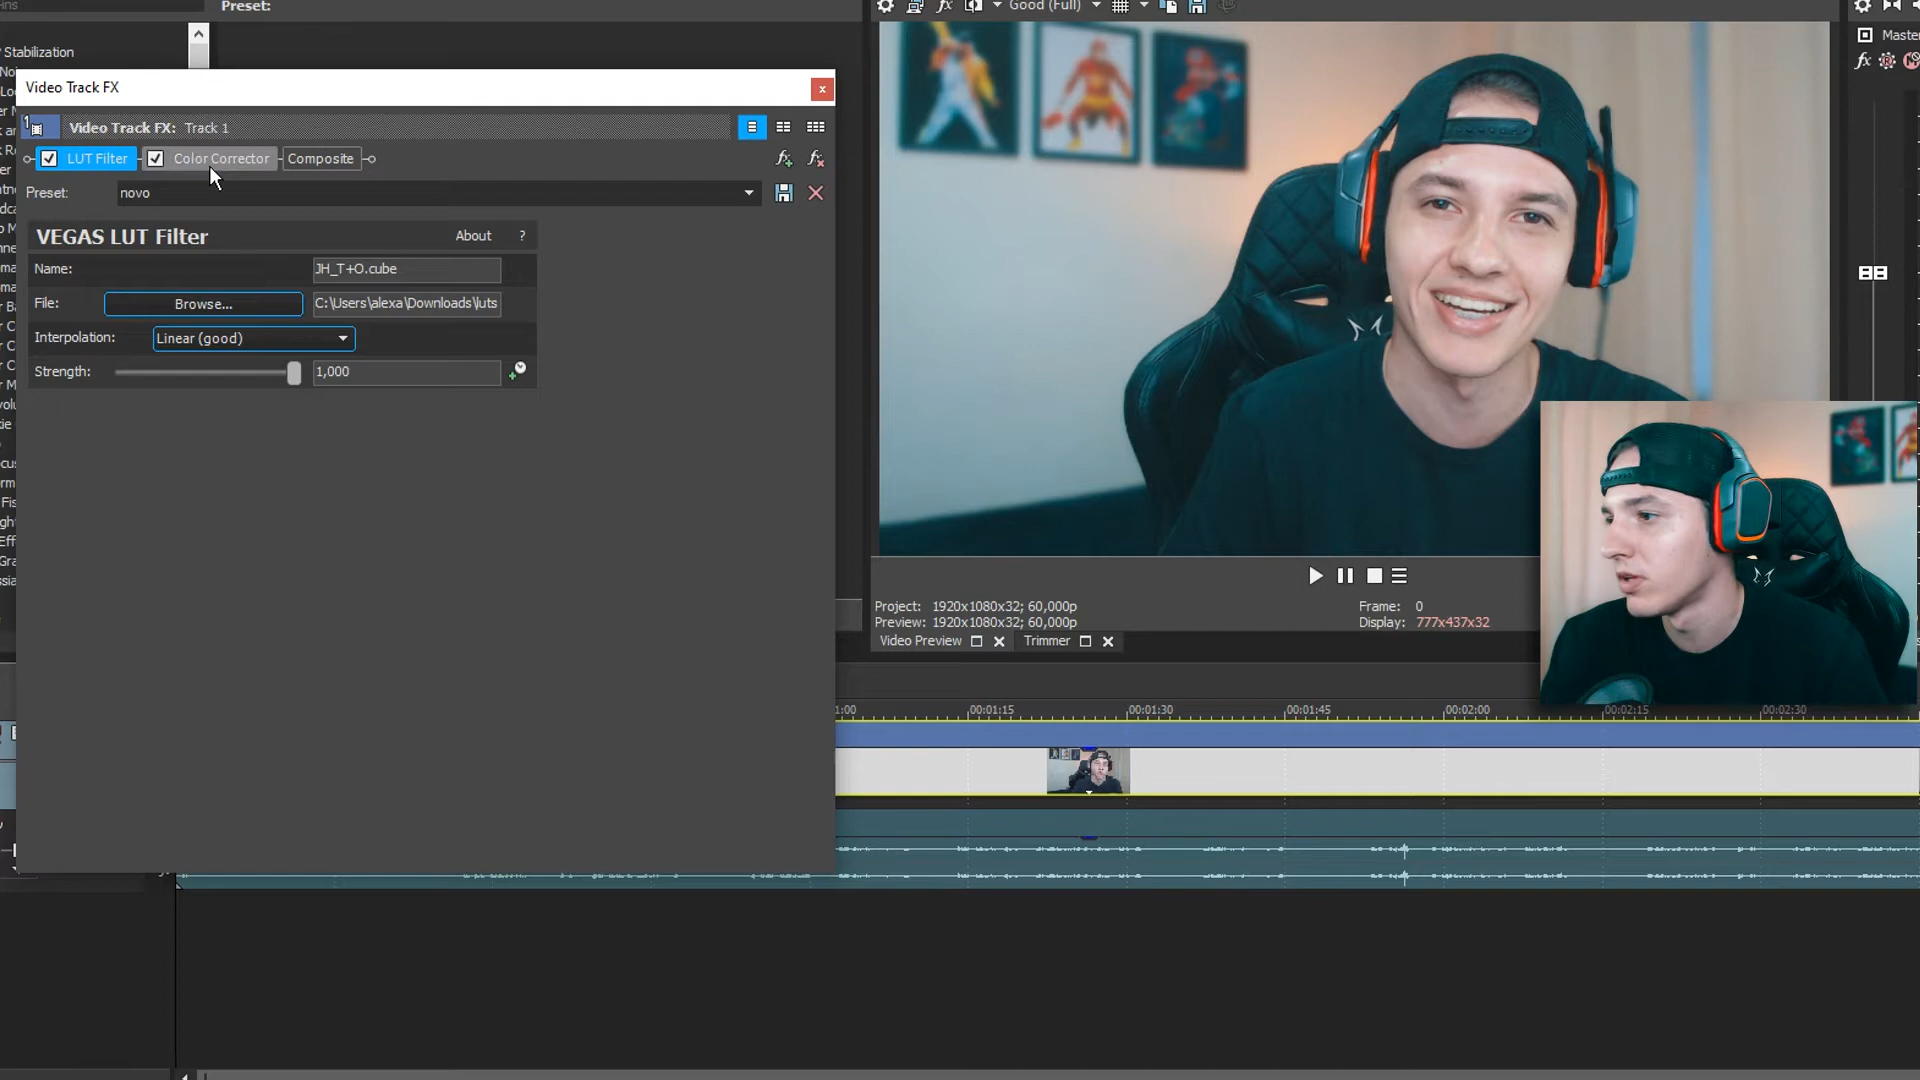 Preset:
Stabilization
Video Track FX
Video Track FX: Track 1
LUT Filter
Color Corrector
Composite
Preset: novo
VEGAS LUT Filter
About ?
Name: JH_T+O.cube
File: Browse... C:\Users\alexa\Downloads\luts
Interpolation: Linear (good)
Strength: 1,000
Good (Full)
Master
Project: 1920x1080x32; 60,000p
Preview: 1920x1080x32; 60,000p
Frame: 0
Display: 777x437x32
Video Preview
Trimmer
1:00 00:01:15 00:01:30 00:01:45 00:02:00 00:02:15 00:02:30